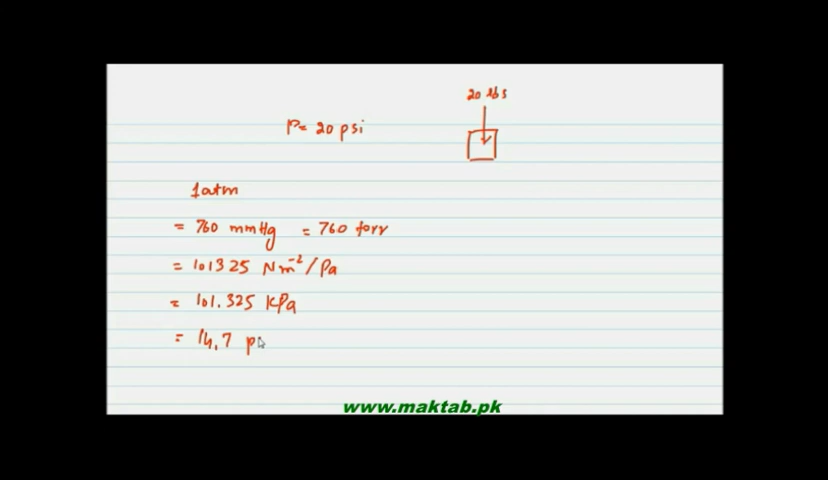 20 lbs
P= 20 psi
1atm
= 760 mmHg = 760 torr
= 101325 Nm⁻²/Pa
= 101.325 KPa
= 14.7 p
www.maktab.pk